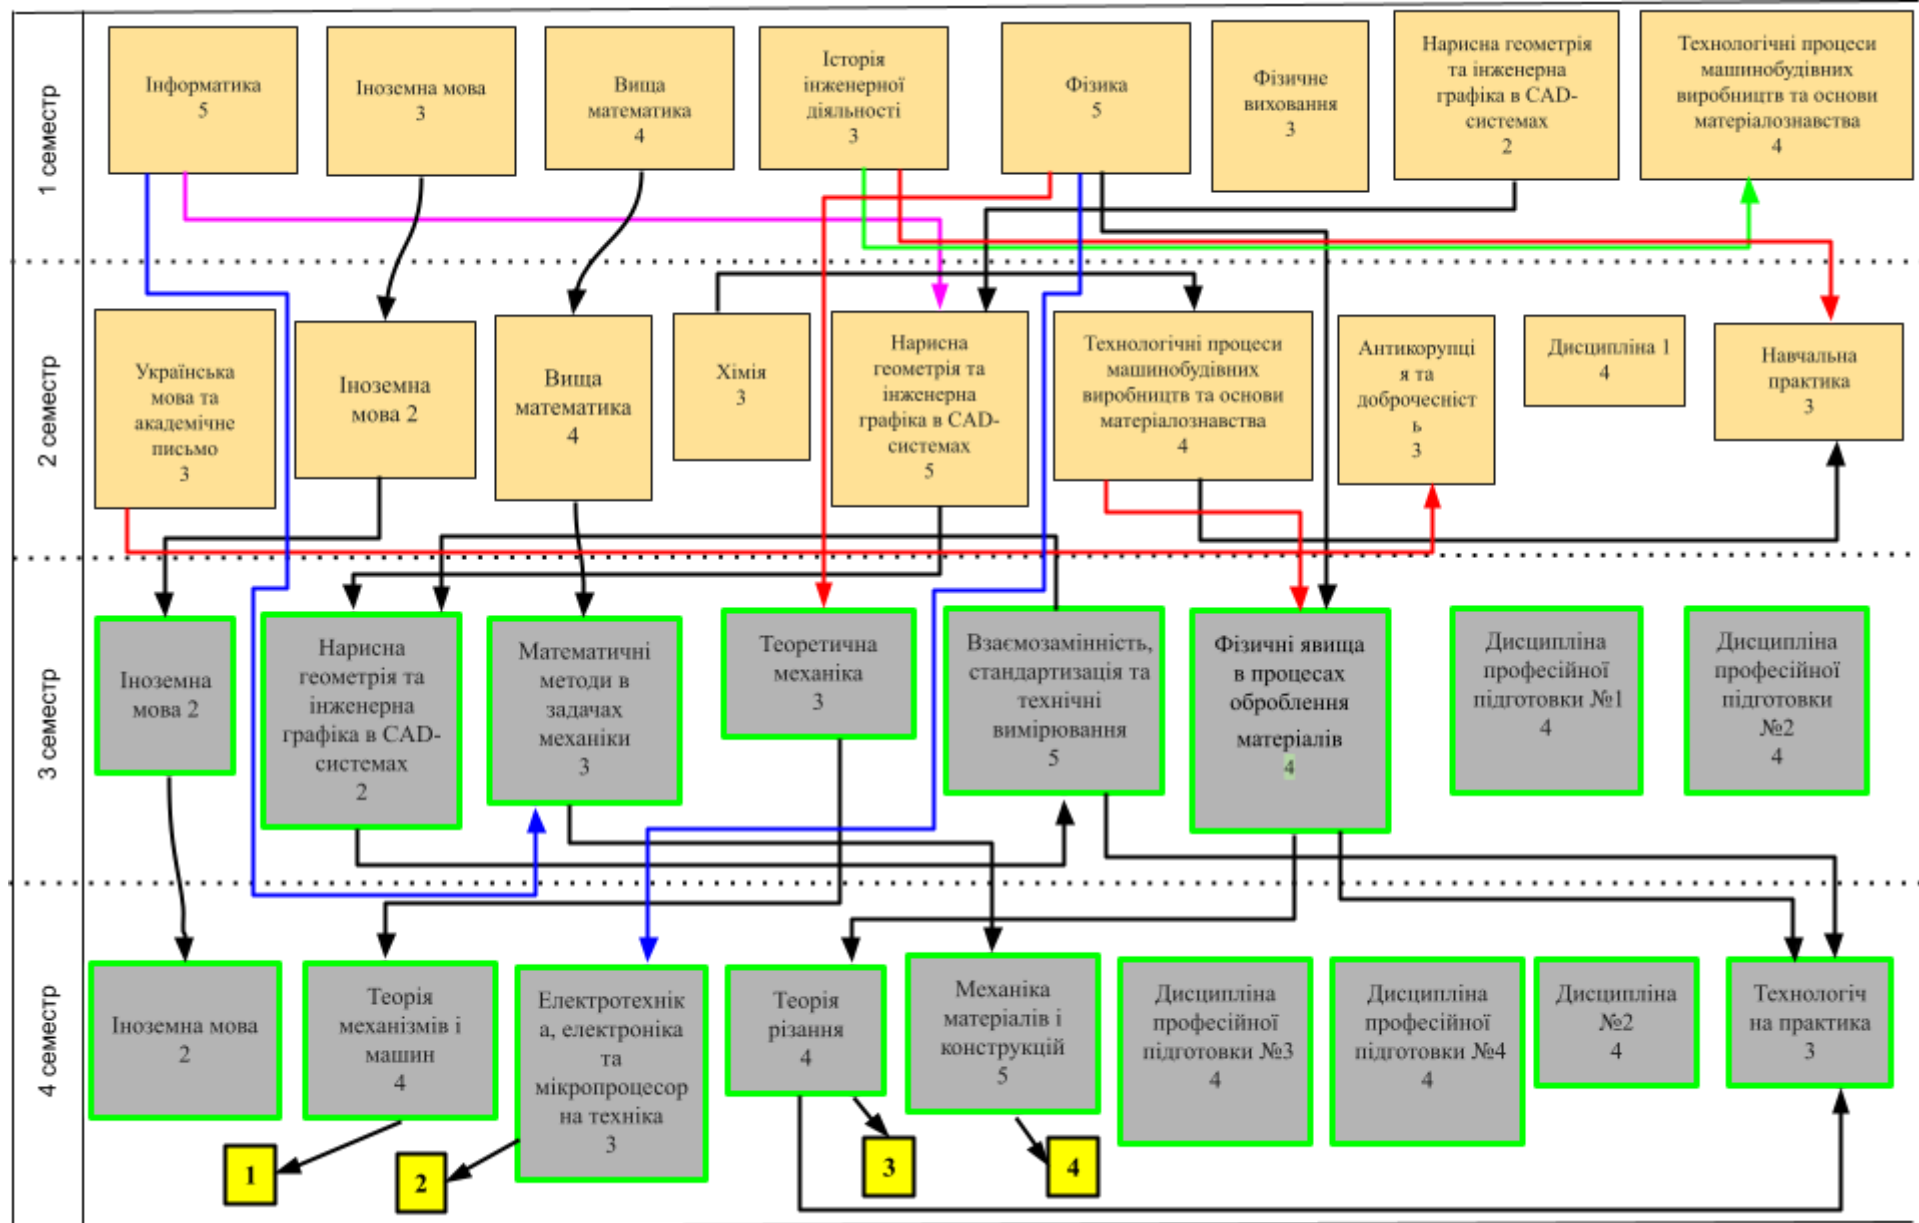 1 семестр
Інформатика
5
Іноземна мова
3
Вища
математика
4
Історія
інженерної
діяльності
3
Фізика
5
Фізичне
виховання
3
Нарисна геометрія
та інженерна
графіка в CAD-
системах
2
Технологічні процеси
машинобудівних
виробництв та основи
матеріалознавства
4
2 семестр
Українська
мова та
академічне
письмо
3
Іноземна
мова 2
Вища
математика
4
Хімія
3
Нарисна
геометрія та
інженерна
графіка в CAD-
системах
5
Технологічні процеси
машинобудівних
виробництв та основи
матеріалознавства
4
Антикорупці
я та
доброчесніст
ь
3
Дисципліна 1
4
Навчальна
практика
3
3 семестр
Іноземна
мова 2
Нарисна
геометрія та
інженерна
графіка в CAD-
системах
2
Математичні
методи в
задачах
механіки
3
Теоретична
механіка
3
Взаємозамінність,
стандартизація та
технічні
вимірювання
5
Фізичні явища
в процесах
оброблення
матеріалів
4
Дисципліна
професійної
підготовки №1
4
Дисципліна
професійної
підготовки
№2
4
4 семестр
Іноземна мова
2
Теорія
механізмів і
машин
4
Електротехнік
а, електроніка
та
мікропроцесор
на техніка
3
Теорія
різання
4
Механіка
матеріалів і
конструкцій
5
Дисципліна
професійної
підготовки №3
4
Дисципліна
професійної
підготовки №4
4
Дисципліна
№2
4
Технологіч
на практика
3
1
2
3
4